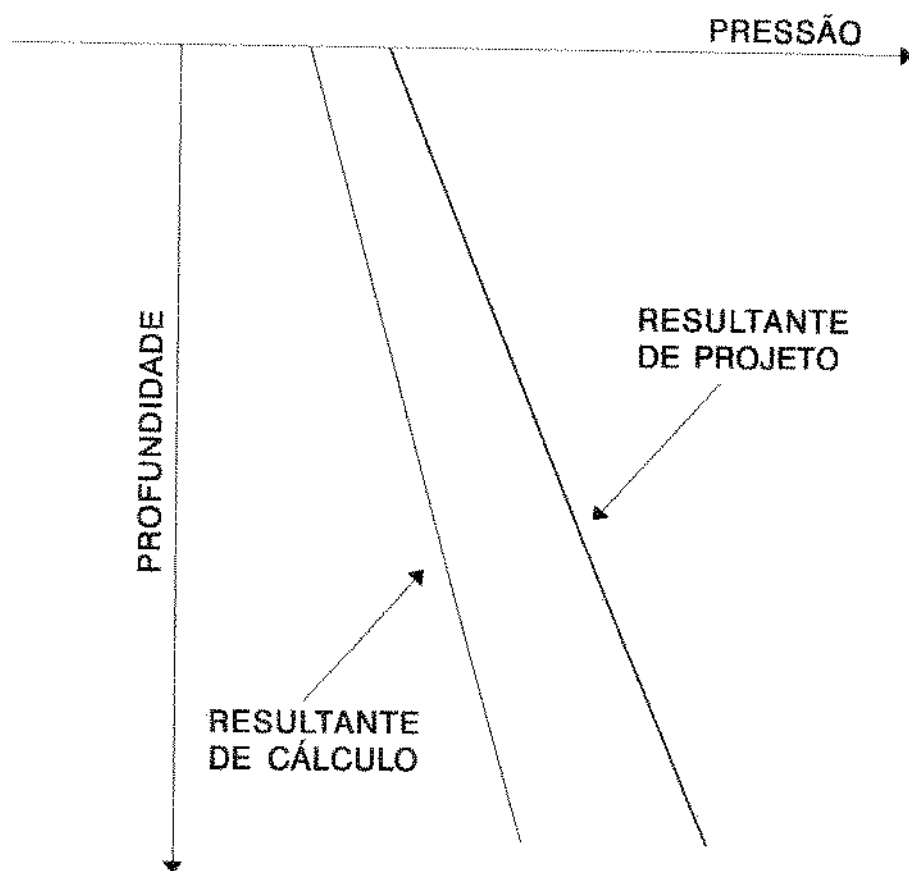 PRESSÃO
RESULTANTE
DE PROJETO
PROFUNDIDADE
RESULTANTE
DE CÁLCULO